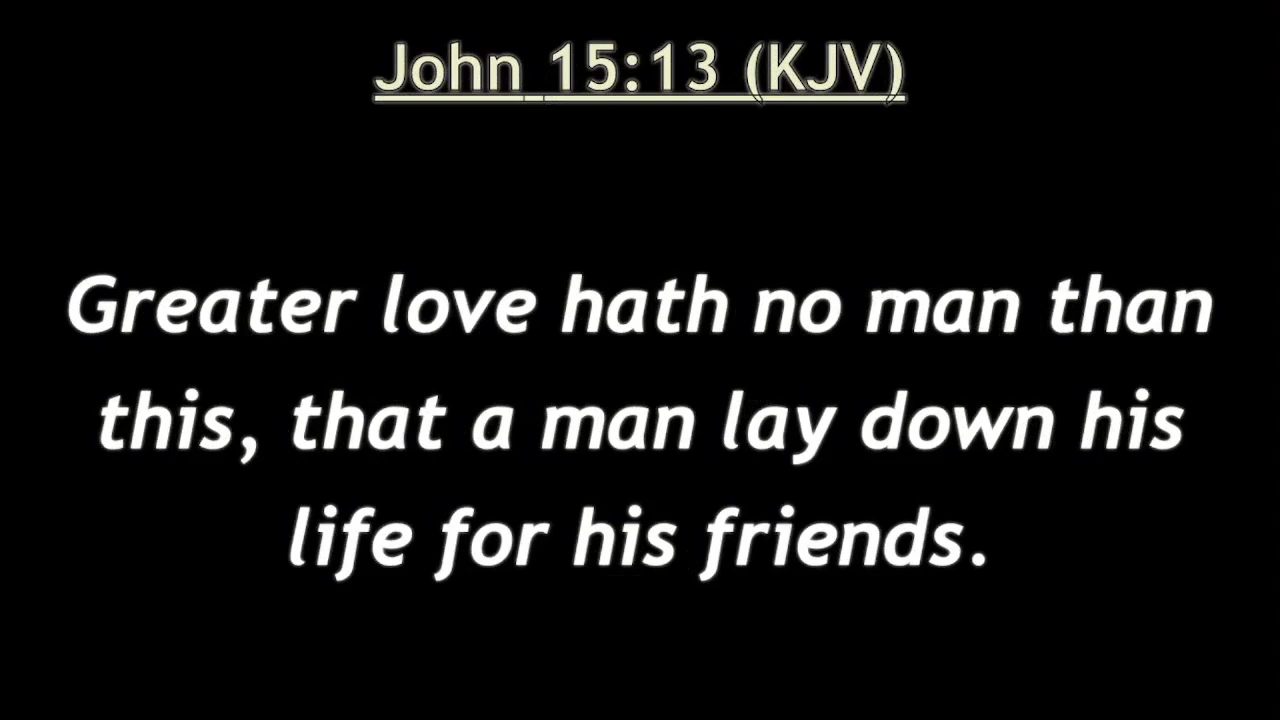 John 15:13 (KJV)
Greater love hath no man than
this, that a man lay down his
life for his friends.